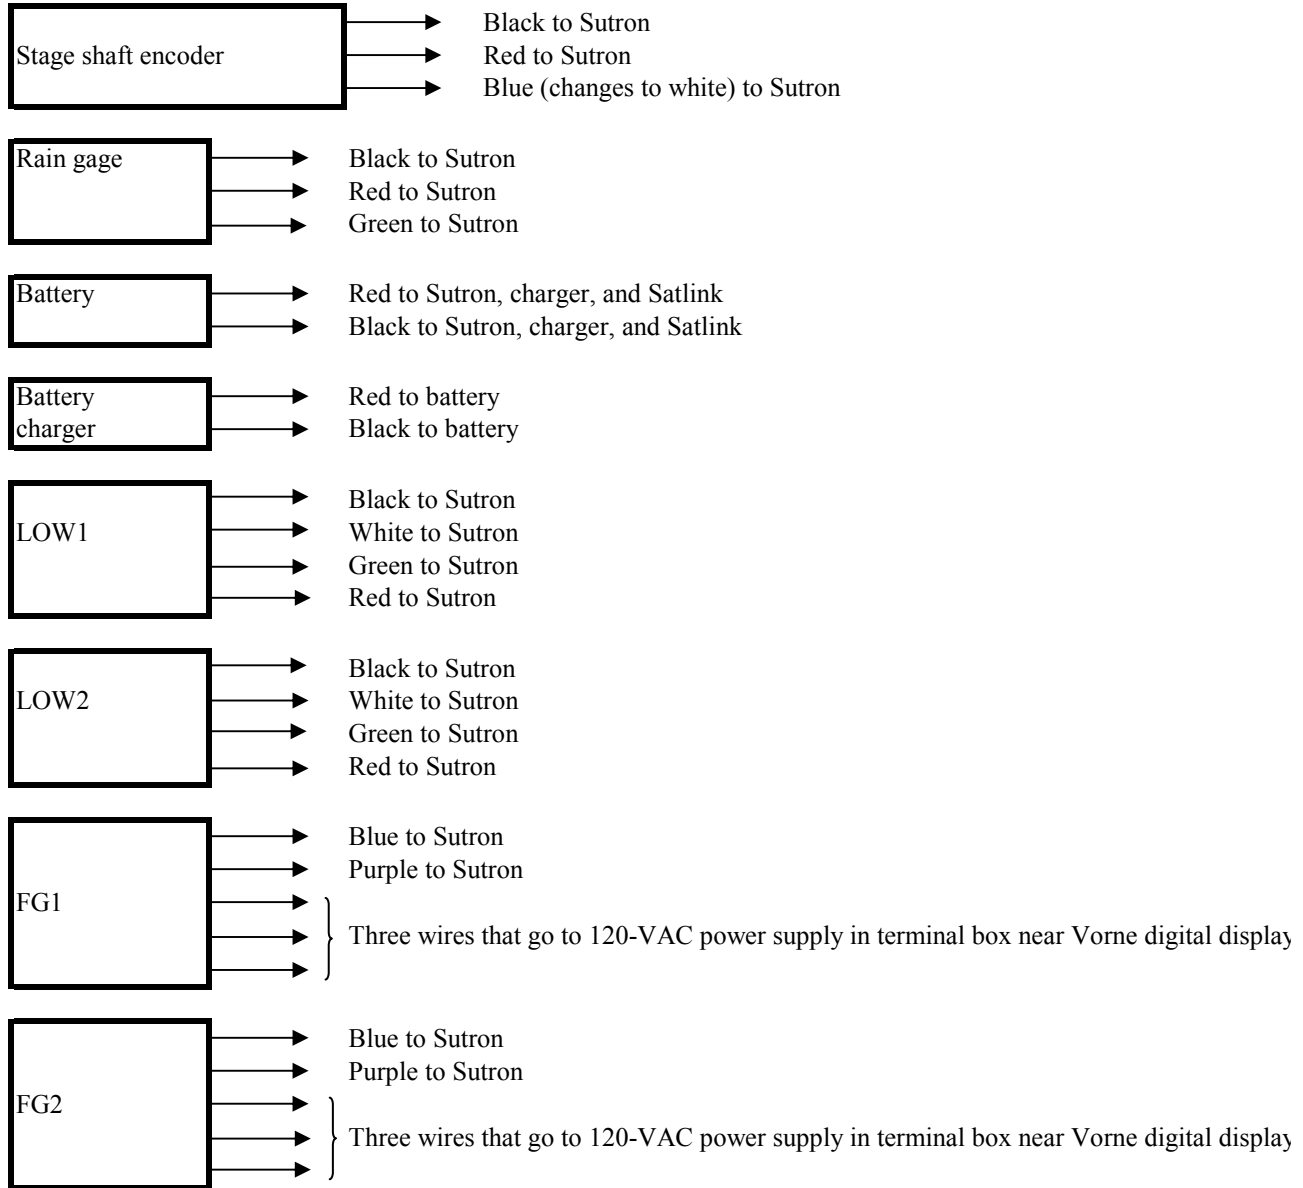 Stage shaft encoder
Black to Sutron
Red to Sutron
Blue (changes to white) to Sutron
Rain gage
Black to Sutron
Red to Sutron
Green to Sutron
Battery
Red to Sutron, charger, and Satlink
Black to Sutron, charger, and Satlink
Battery
charger
Red to battery
Black to battery
LOW1
Black to Sutron
White to Sutron
Green to Sutron
Red to Sutron
LOW2
Black to Sutron
White to Sutron
Green to Sutron
Red to Sutron
FG1
Blue to Sutron
Purple to Sutron
Three wires that go to 120-VAC power supply in terminal box near Vorne digital display
FG2
Blue to Sutron
Purple to Sutron
Three wires that go to 120-VAC power supply in terminal box near Vorne digital display